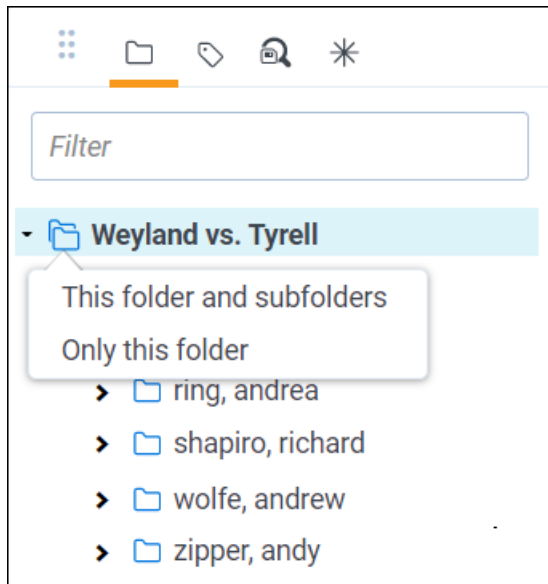 Filter
Weyland vs. Tyrell
This folder and subfolders
Only this folder
ring, andrea
shapiro, richard
wolfe, andrew
zipper, andy